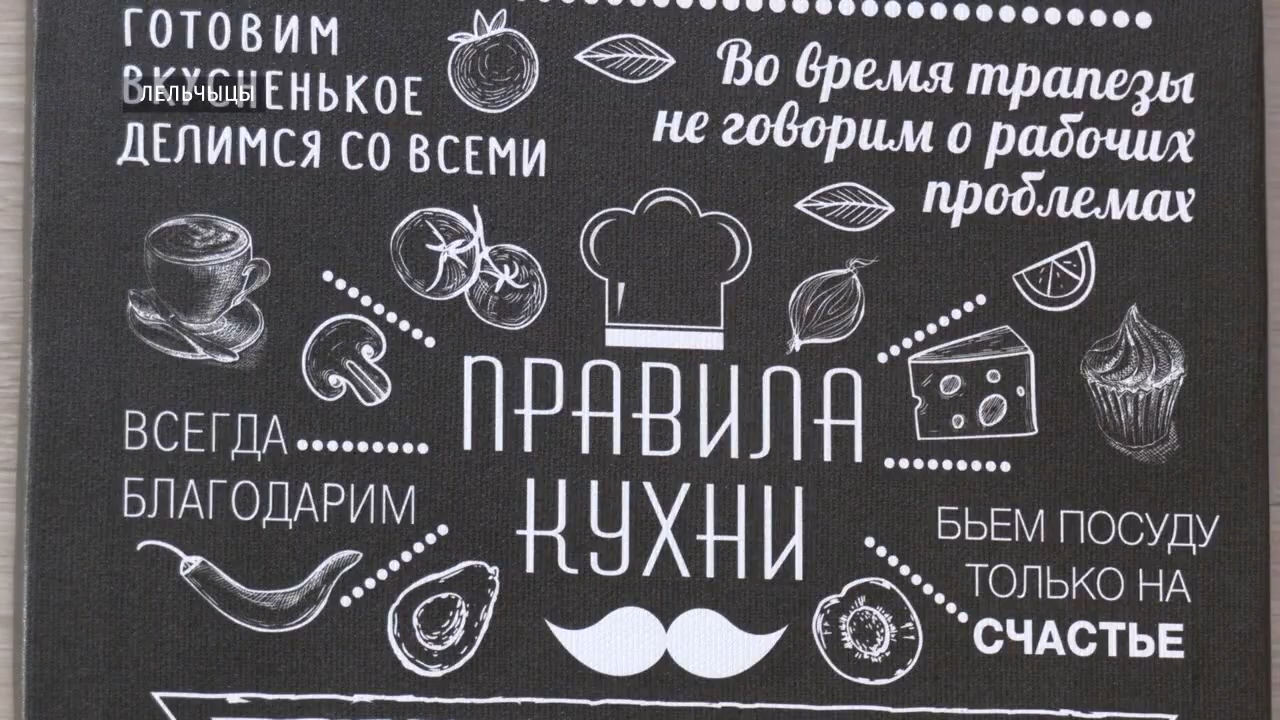 ГОТОВИМ
ВКУСНЕНЬКОЕ
ДЕЛИМСЯ СО ВСЕМИ
ЛЕЛЬЧЫЦЫ
Во время трапезы
не говорим о рабочих
проблемах
ПРАВИЛА
КУХНИ
ВСЕГДА
БЛАГОДАРИМ
БЬЕМ ПОСУДУ
ТОЛЬКО НА
СЧАСТЬЕ